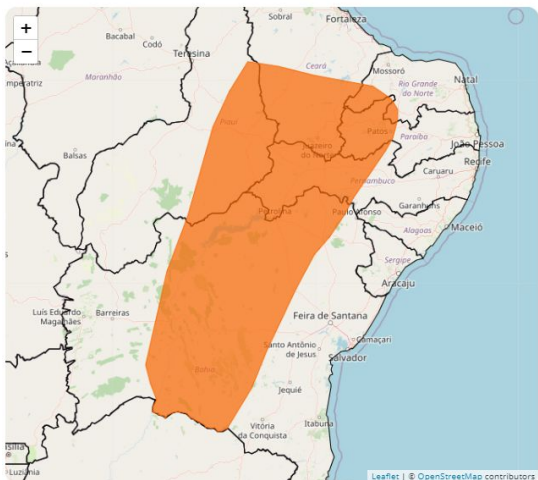 +
−
Sobral
Fortaleza
Bacabal
Codó
Teresina
Ceará
Mossoró
Maranhão
Rio Grande
do Norte
Natal
Piauí
Patos
Paraíba
Juazeiro
do Norte
João Pessoa
Balsas
Recife
Pernambuco
Caruaru
Petrolina
Paulo Afonso
Garanhuns
Alagoas
Maceió
Sergipe
Aracaju
Luís Eduardo
Magalhães
Barreiras
Feira de Santana
Santo Antônio
de Jesus
Camaçari
Salvador
Bahia
Jequié
Vitória
da Conquista
Itabuna
Luziânia
Leaflet | © OpenStreetMap contributors